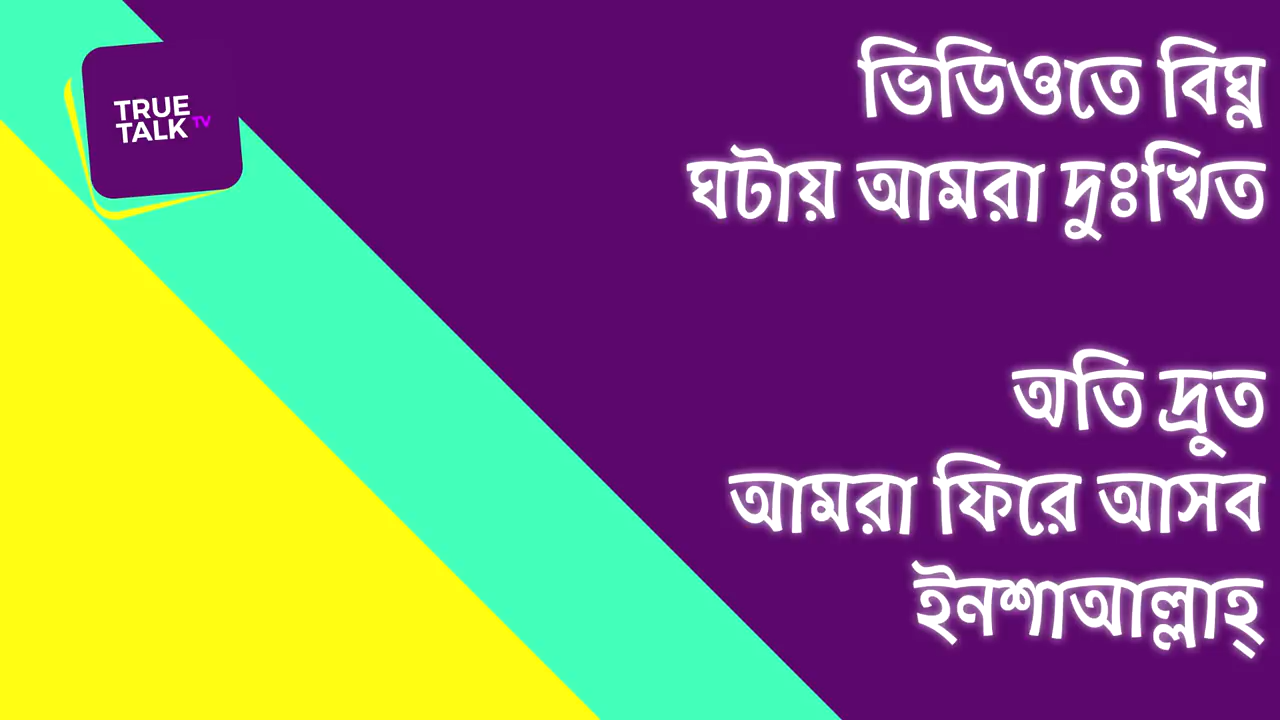 TRUE
TALK TV
ভিডিওতে বিঘ্ন
ঘটায় আমরা দুঃখিত
অতি দ্রুত
আমরা ফিরে আসব
ইনশাআল্লাহ্